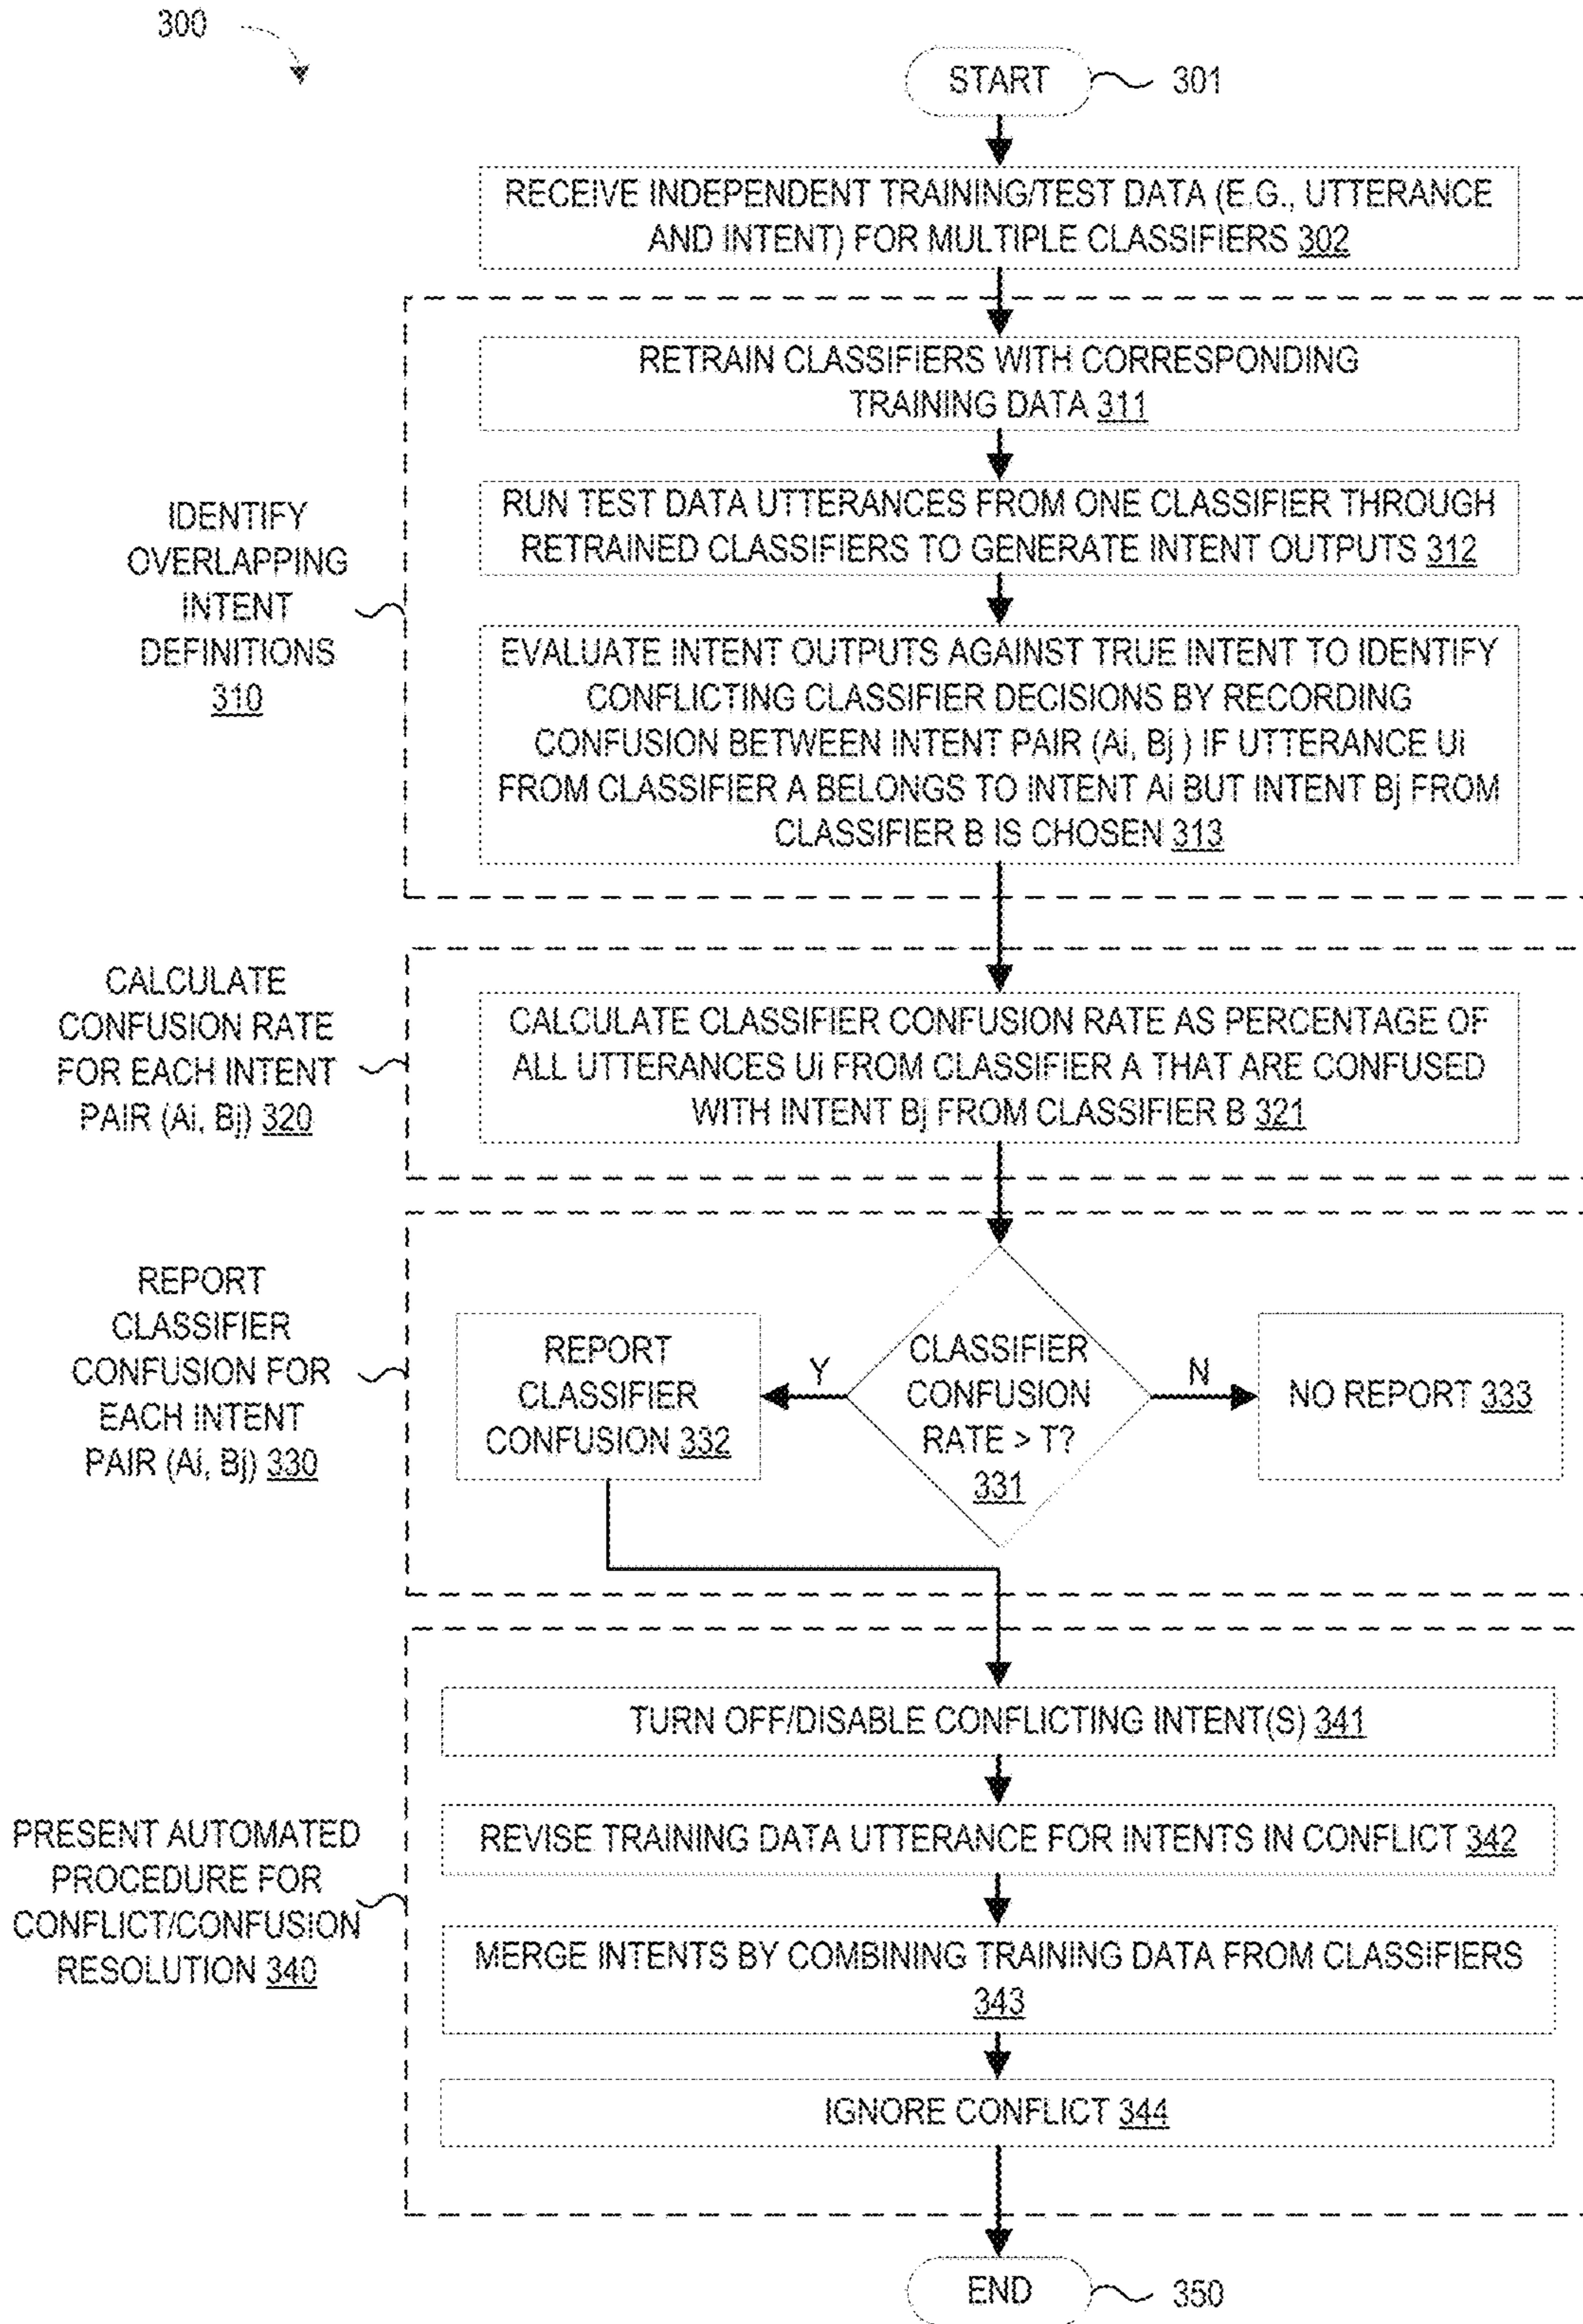 300
START
301
RECEIVE INDEPENDENT TRAINING/TEST DATA (E.G., UTTERANCE
AND INTENT) FOR MULTIPLE CLASSIFIERS 302
IDENTIFY
OVERLAPPING
INTENT
DEFINITIONS
310
RETRAIN CLASSIFIERS WITH CORRESPONDING
TRAINING DATA 311
RUN TEST DATA UTTERANCES FROM ONE CLASSIFIER THROUGH
RETRAINED CLASSIFIERS TO GENERATE INTENT OUTPUTS 312
EVALUATE INTENT OUTPUTS AGAINST TRUE INTENT TO IDENTIFY
CONFLICTING CLASSIFIER DECISIONS BY RECORDING
CONFUSION BETWEEN INTENT PAIR (Ai, Bj ) IF UTTERANCE Ui
FROM CLASSIFIER A BELONGS TO INTENT Ai BUT INTENT Bj FROM
CLASSIFIER B IS CHOSEN 313
CALCULATE
CONFUSION RATE
FOR EACH INTENT
PAIR (Ai, Bj) 320
CALCULATE CLASSIFIER CONFUSION RATE AS PERCENTAGE OF
ALL UTTERANCES Ui FROM CLASSIFIER A THAT ARE CONFUSED
WITH INTENT Bj FROM CLASSIFIER B 321
REPORT
CLASSIFIER
CONFUSION FOR
EACH INTENT
PAIR (Ai, Bj) 330
REPORT
CLASSIFIER
CONFUSION 332
Y
CLASSIFIER
CONFUSION
RATE > T?
331
N
NO REPORT 333
PRESENT AUTOMATED
PROCEDURE FOR
CONFLICT/CONFUSION
RESOLUTION 340
TURN OFF/DISABLE CONFLICTING INTENT(S) 341
REVISE TRAINING DATA UTTERANCE FOR INTENTS IN CONFLICT 342
MERGE INTENTS BY COMBINING TRAINING DATA FROM CLASSIFIERS
343
IGNORE CONFLICT 344
END
350